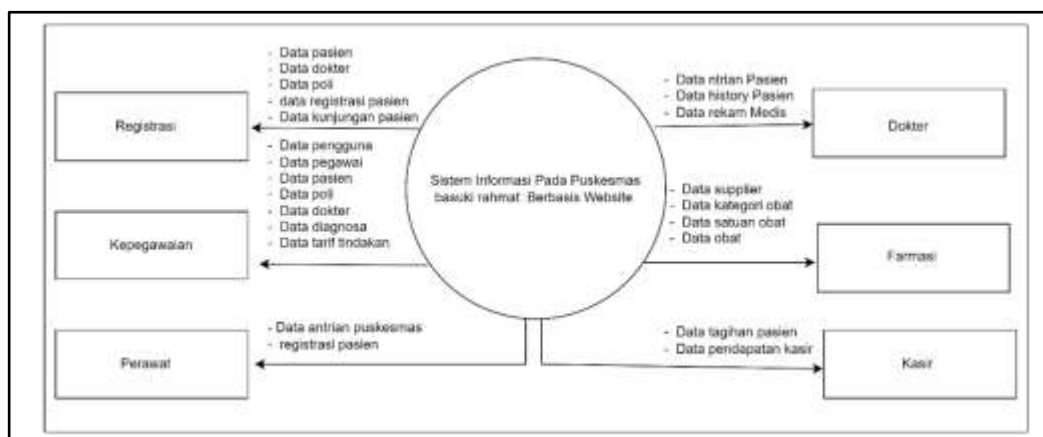 - Data pasien
- Data dokter
- Data poli
- data registrasi pasien
- Data kunjungan pasien
Registrasi
- Data pengguna
- Data pegawai
- Data pasien
- Data poli
- Data dokter
- Data diagnosa
- Data tarif tindakan
Kepegawaian
- Data antrian puskesmas
- registrasi pasien
Perawat
Sistem Informasi Pada Puskesmas
basuki rahmat Berbasis Website
- Data ntrian Pasien
- Data history Pasien
- Data rekam Medis
Dokter
- Data supplier
- Data kategori obat
- Data satuan obat
- Data obat
Farmasi
- Data tagihan pasien
- Data pendapatan kasir
Kasir